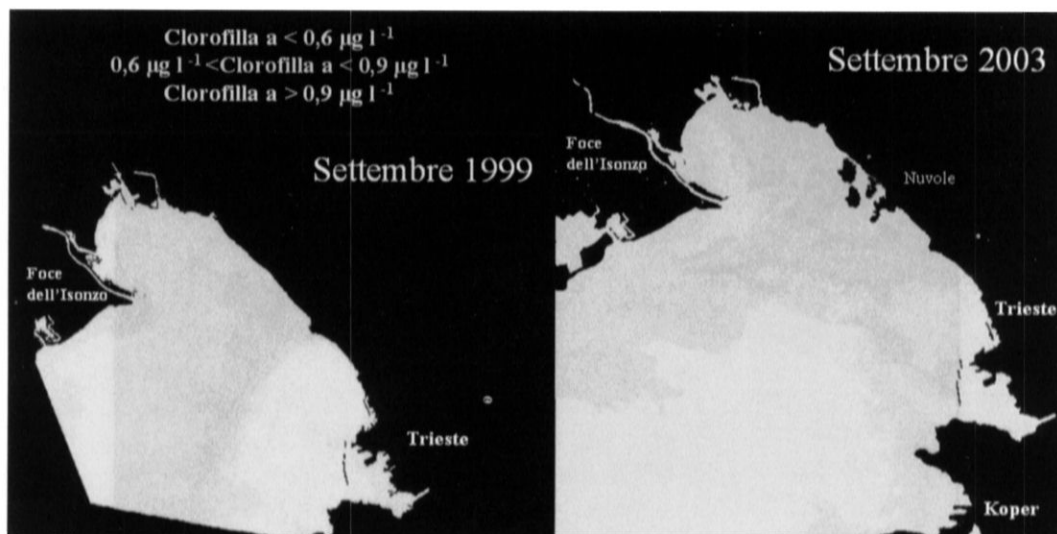 Clorofilla a < 0,6 µg l -1
0,6 µg l -1 <Clorofilla a < 0,9 µg l -1
Clorofilla a > 0,9 µg l -1
Settembre 1999
Foce
dell'Isonzo
Trieste
Settembre 2003
Foce
dell'Isonzo
Nuvole
Trieste
Koper